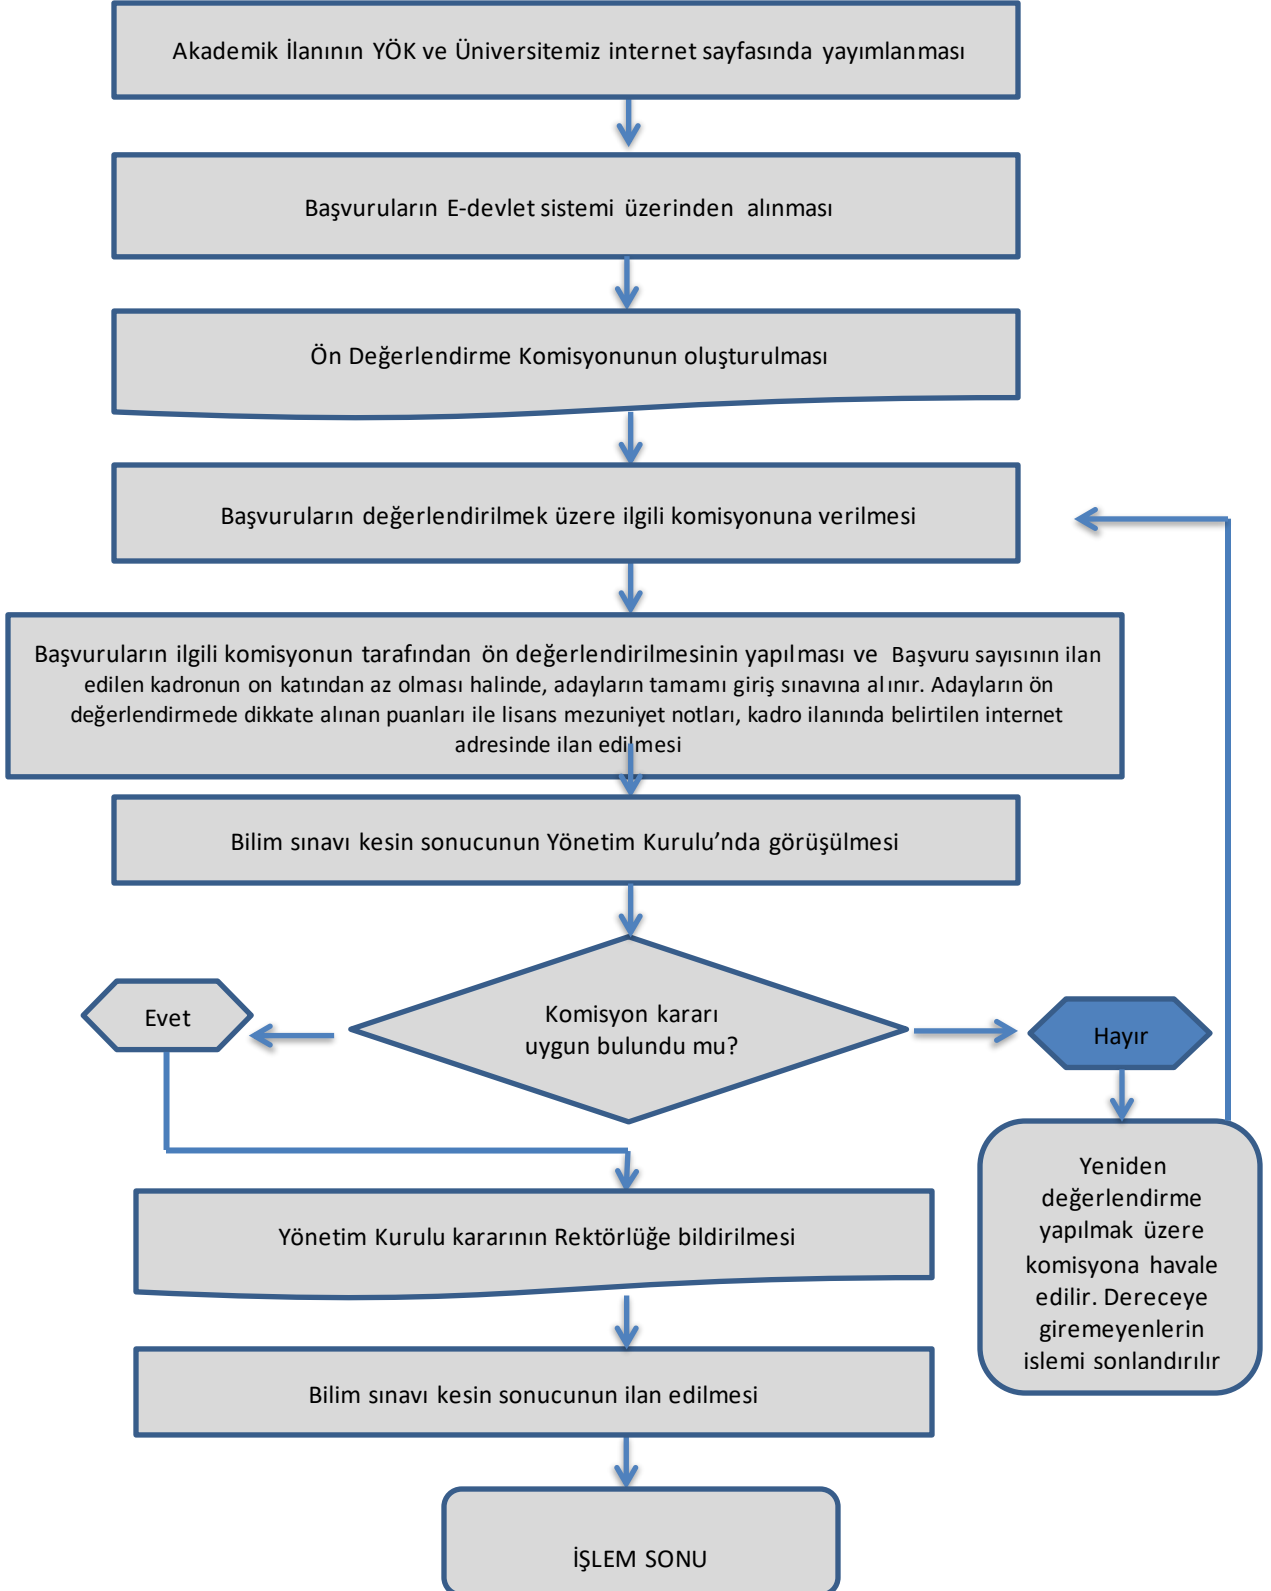 Akademik İlanının YÖK ve Üniversitemiz internet sayfasında yayımlanması
Başvuruların E-devlet sistemi üzerinden alınması
Ön Değerlendirme Komisyonunun oluşturulması
Başvuruların değerlendirilmek üzere ilgili komisyonuna verilmesi
Başvuruların ilgili komisyonun tarafından ön değerlendirilmesinin yapılması ve Başvuru sayısının ilan
edilen kadronun on katından az olması halinde, adayların tamamı giriş sınavına alınır. Adayların ön
değerlendirmede dikkate alınan puanları ile lisans mezuniyet notları, kadro ilanında belirtilen internet
adresinde ilan edilmesi
Bilim sınavı kesin sonucunun Yönetim Kurulu’nda görüşülmesi
Komisyon kararı
uygun bulundu mu?
Evet
Hayır
Yeniden
değerlendirme
yapılmak üzere
komisyona havale
edilir. Dereceye
giremeyenlerin
islemi sonlandırılır
Yönetim Kurulu kararının Rektörlüğe bildirilmesi
Bilim sınavı kesin sonucunun ilan edilmesi
İŞLEM SONU